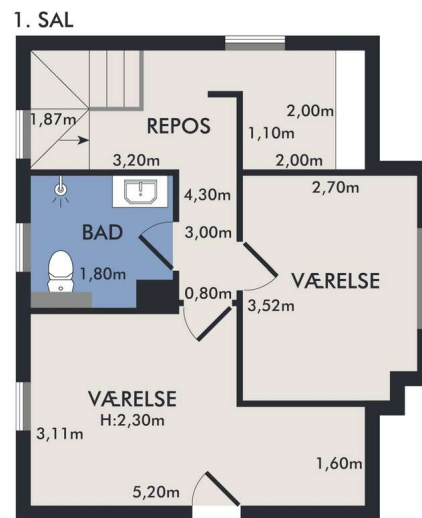 1. SAL
1,87m
REPOS
3,20m
2,00m
1,10m
2,00m
2,70m
4,30m
BAD
3,00m
1,80m
0,80m
VÆRELSE
3,52m
VÆRELSE
H:2,30m
3,11m
1,60m
5,20m